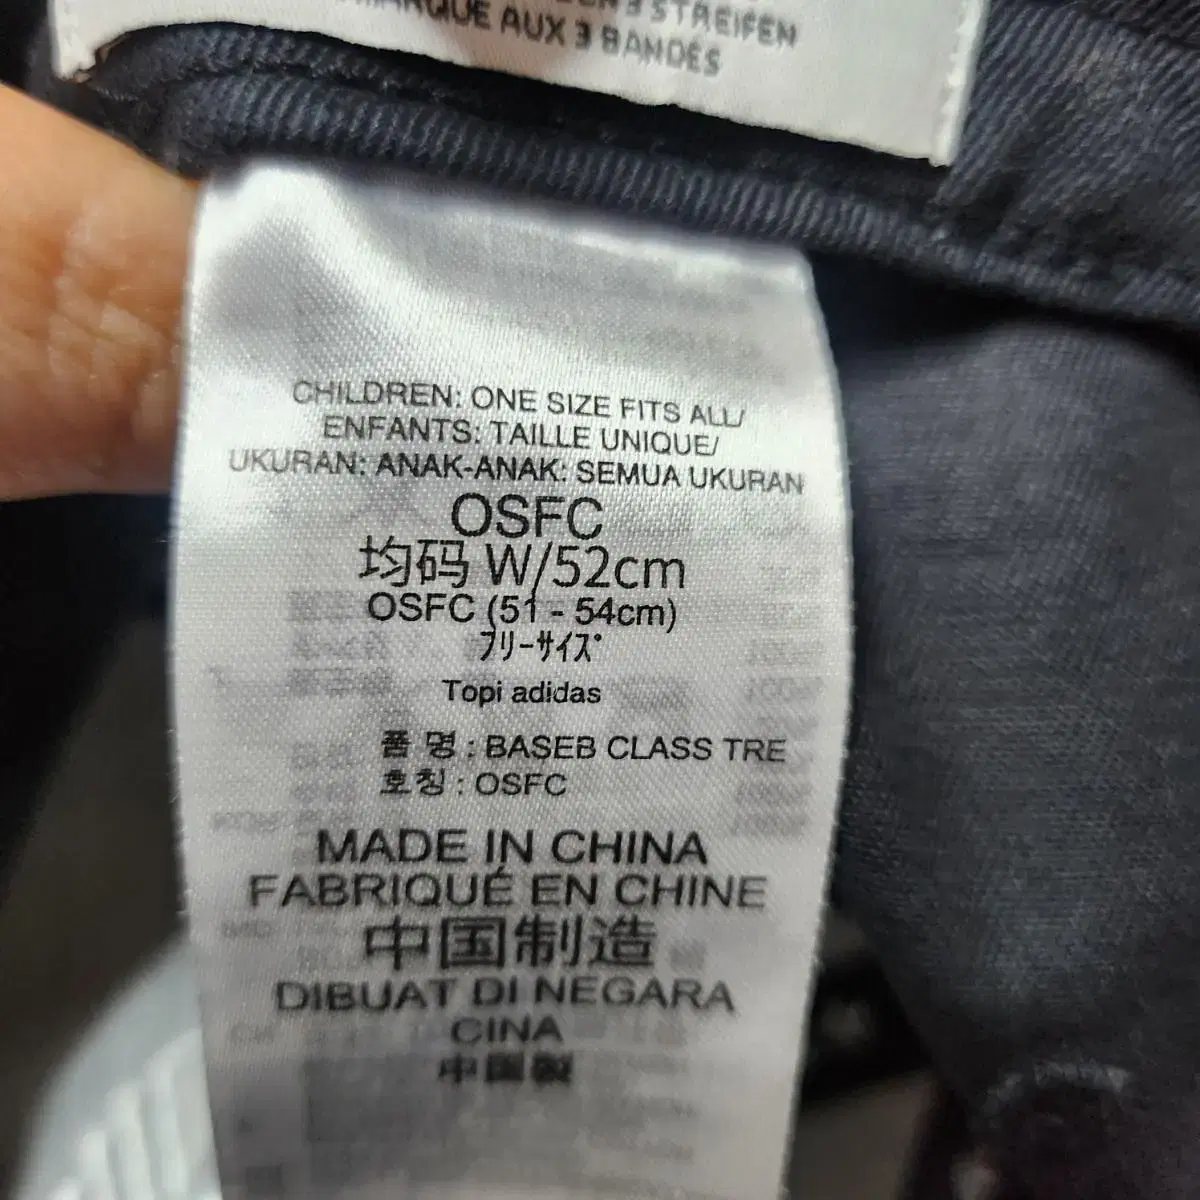 3 STREIFEN
MARQUE AUX 3 BANDES
CHILDREN: ONE SIZE FITS ALL/
ENFANTS: TAILLE UNIQUE/
UKURAN: ANAK-ANAK: SEMUA UKURAN
OSFC
均码 W/52cm
OSFC (51 - 54cm)
ﾌﾘｰｻｲｽﾞ
Topi adidas
품 명 : BASEB CLASS TRE
호칭 : OSFC
MADE IN CHINA
FABRIQUÉ EN CHINE
中国制造
DIBUAT DI NEGARA
CINA
中国製